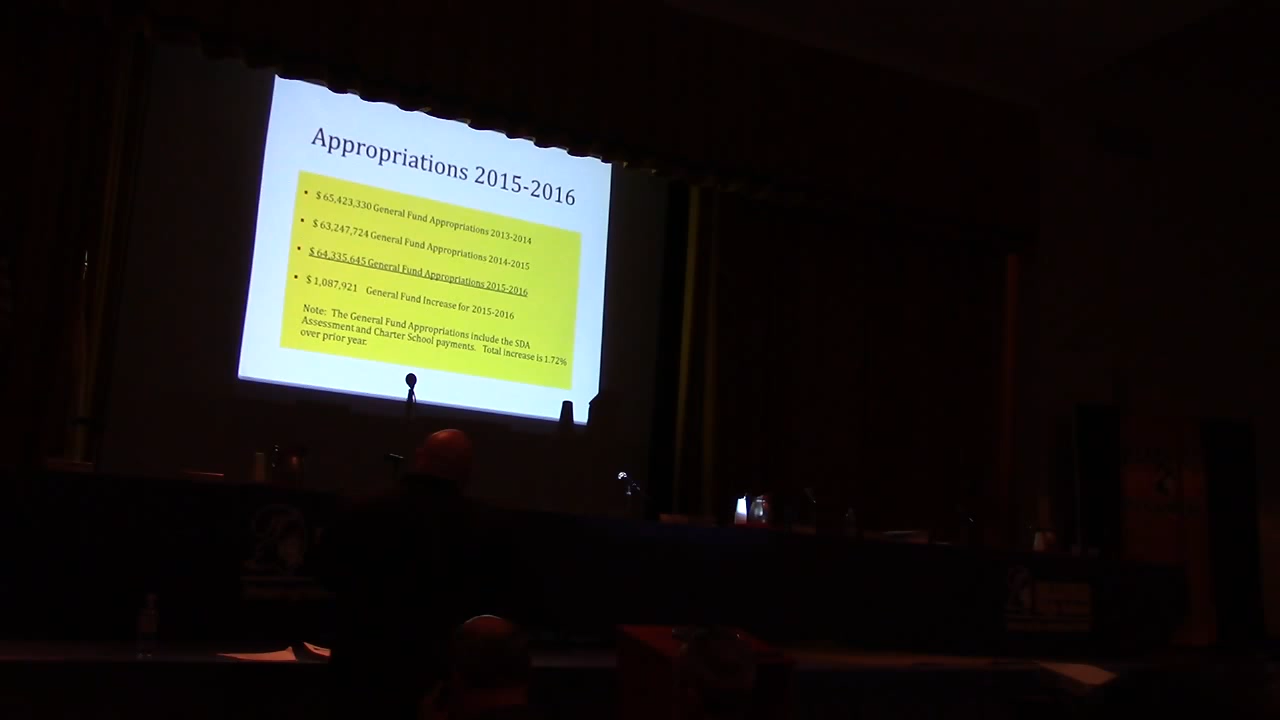 Appropriations 2015-2016
• $ 65,423,330 General Fund Appropriations 2013-2014
• $ 63,247,724 General Fund Appropriations 2014-2015
• $ 64,335,645 General Fund Appropriations 2015-2016
• $ 1,087,921 General Fund Increase for 2015-2016
Note: The General Fund Appropriations include the SDA
Assessment and Charter School payments. Total increase is 1.72%
over prior year.